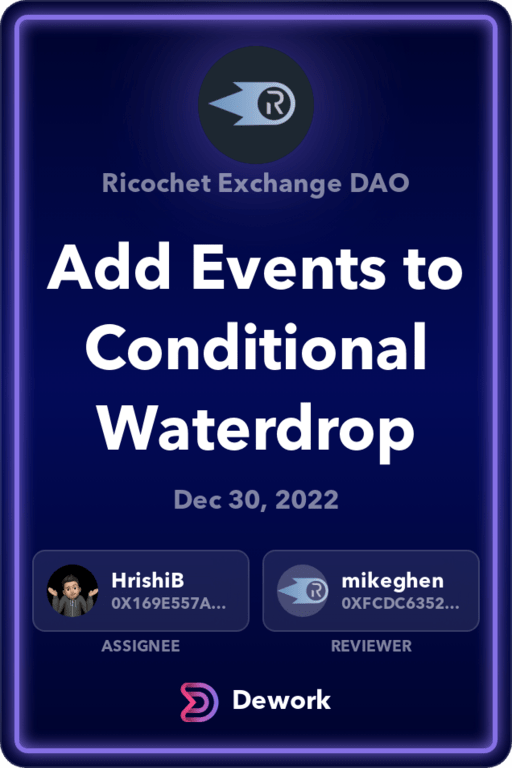 Ricochet Exchange DAO
Add Events to
Conditional
Waterdrop
Dec 30, 2022
HrishiB
0X169E557A...
ASSIGNEE
mikeghen
0XFCDC6352...
REVIEWER
Dework